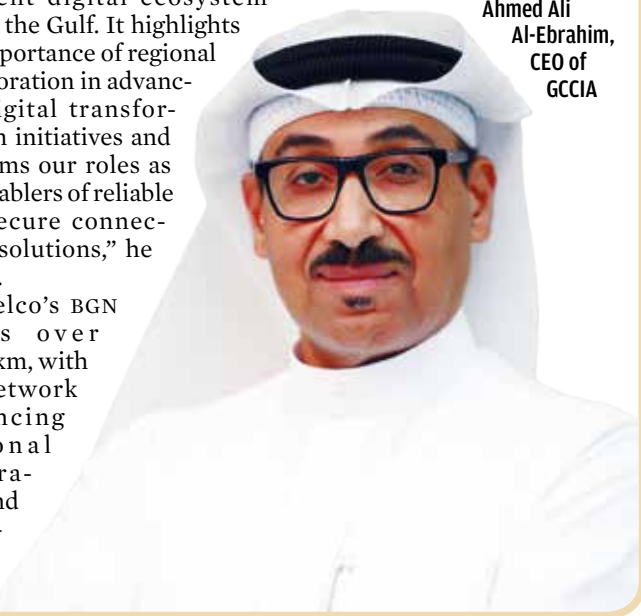 ent digital ecosystem
the Gulf. It highlights
portance of regional
oration in advanc-
igital transfor-
n initiatives and
ms our roles as
ablers of reliable
ecure connec-
solutions,” he
.
elco’s BGN
s over
km, with
etwork
ncing
onal
ra-
nd
-
Ahmed Ali
Al-Ebrahim,
CEO of
GCCIA